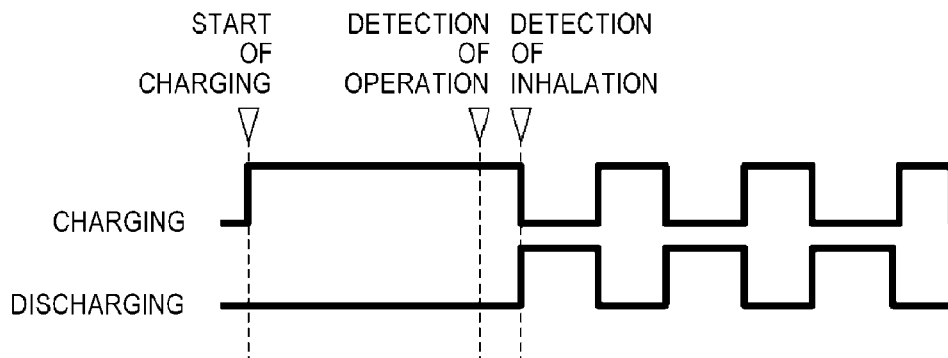 START
OF
CHARGING
DETECTION
OF
OPERATION
DETECTION
OF
INHALATION
CHARGING
DISCHARGING